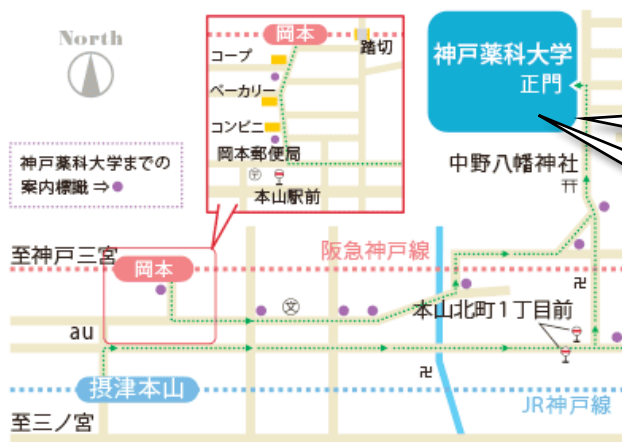 North
岡本
踏切
コープ
ベーカリー
コンビニ
岡本郵便局
本山駅前
神戸薬科大学
正門
中野八幡神社
神戸薬科大学までの
案内標識 ⇒●
至神戸三宮
岡本
阪急神戸線
文
本山北町1丁目前
au
摂津本山
JR神戸線
至三ノ宮